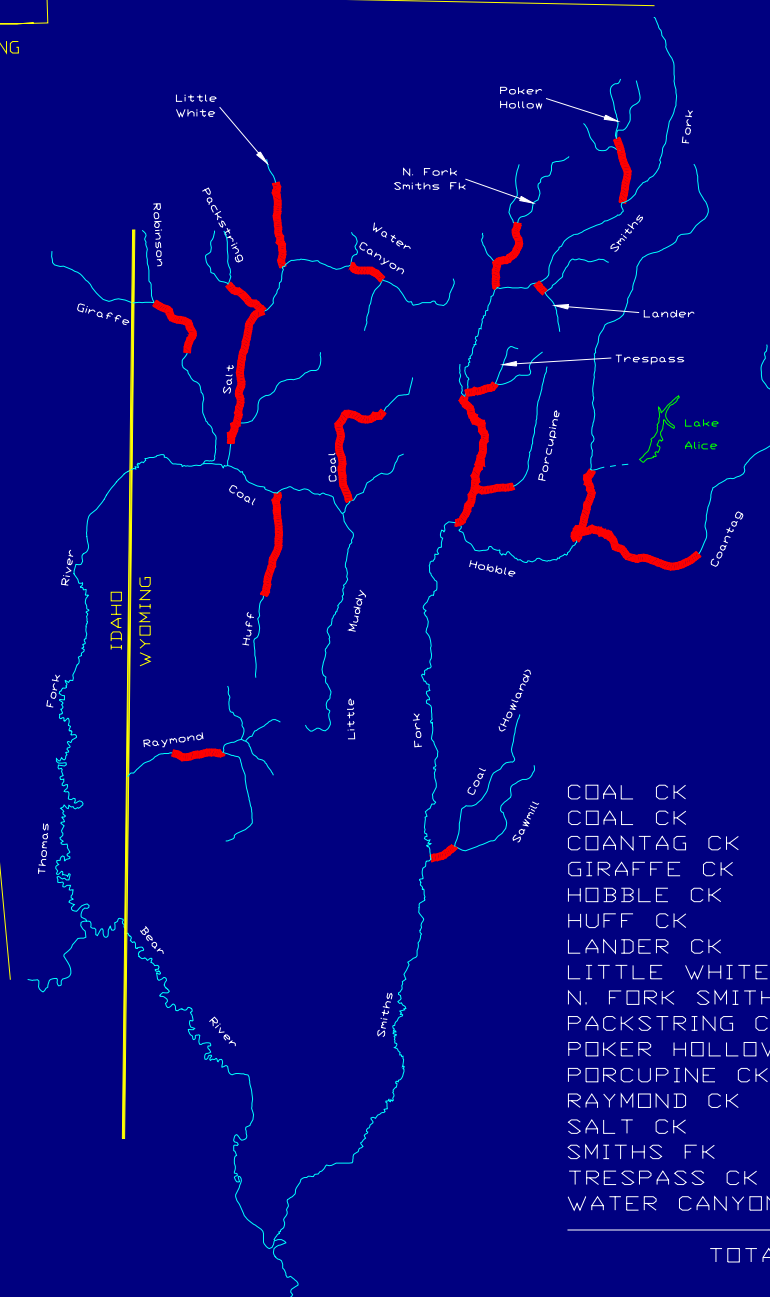 NG
Little
White
Poker
Hollow
Fork
N. Fork
Smiths Fk
Robinson
Packstring
Water
Canyon
Smiths
Giraffe
Lander
Trespass
Salt
Lake
Alice
Coal
Porcupine
Coal
Coantag
River
Hobble
IDAHO
WYOMING
Huff
Muddy
Fork
(Howland)
Little
Fork
Raymond
Coal
Sawmill
Thomas
Bear
River
Smiths
COAL CK
COAL CK
COANTAG CK
GIRAFFE CK
HOBBLE CK
HUFF CK
LANDER CK
LITTLE WHITE
N. FORK SMITH
PACKSTRING C
POKER HOLLOW
PORCUPINE CK
RAYMOND CK
SALT CK
SMITHS FK
TRESPASS CK
WATER CANYON
TOTA